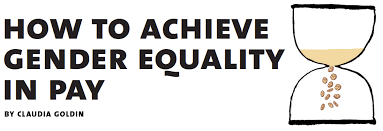 HOW TO ACHIEVE
GENDER EQUALITY
IN PAY
BY CLAUDIA GOLDIN